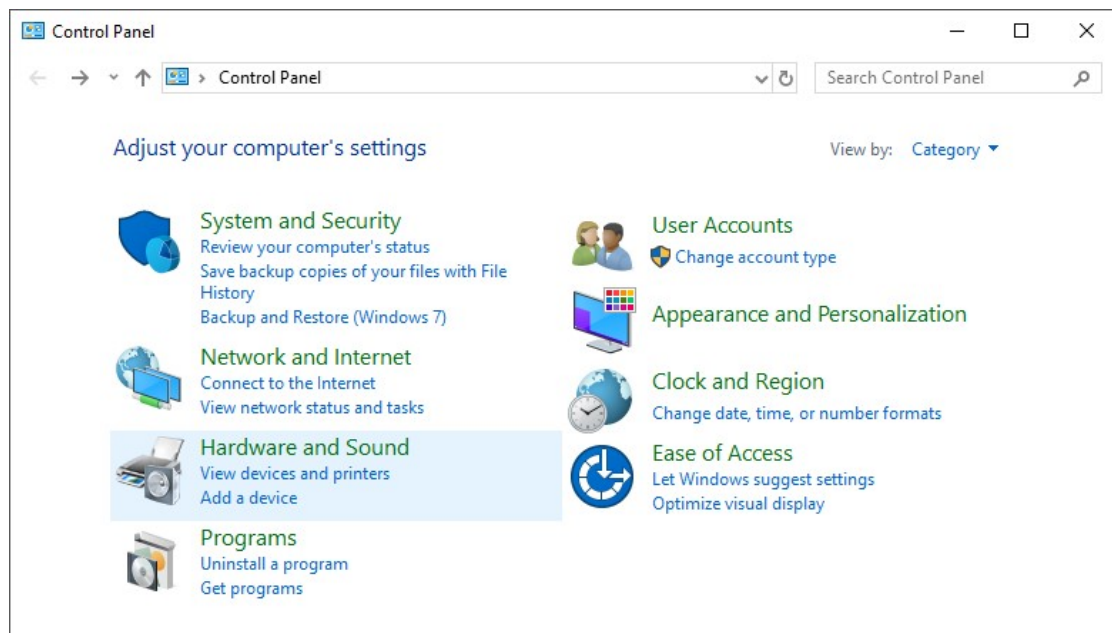 Control Panel
Control Panel
Search Control Panel
Adjust your computer's settings
View by: Category
System and Security
Review your computer's status
Save backup copies of your files with File
History
Backup and Restore (Windows 7)
Network and Internet
Connect to the Internet
View network status and tasks
Hardware and Sound
View devices and printers
Add a device
Programs
Uninstall a program
Get programs
User Accounts
Change account type
Appearance and Personalization
Clock and Region
Change date, time, or number formats
Ease of Access
Let Windows suggest settings
Optimize visual display